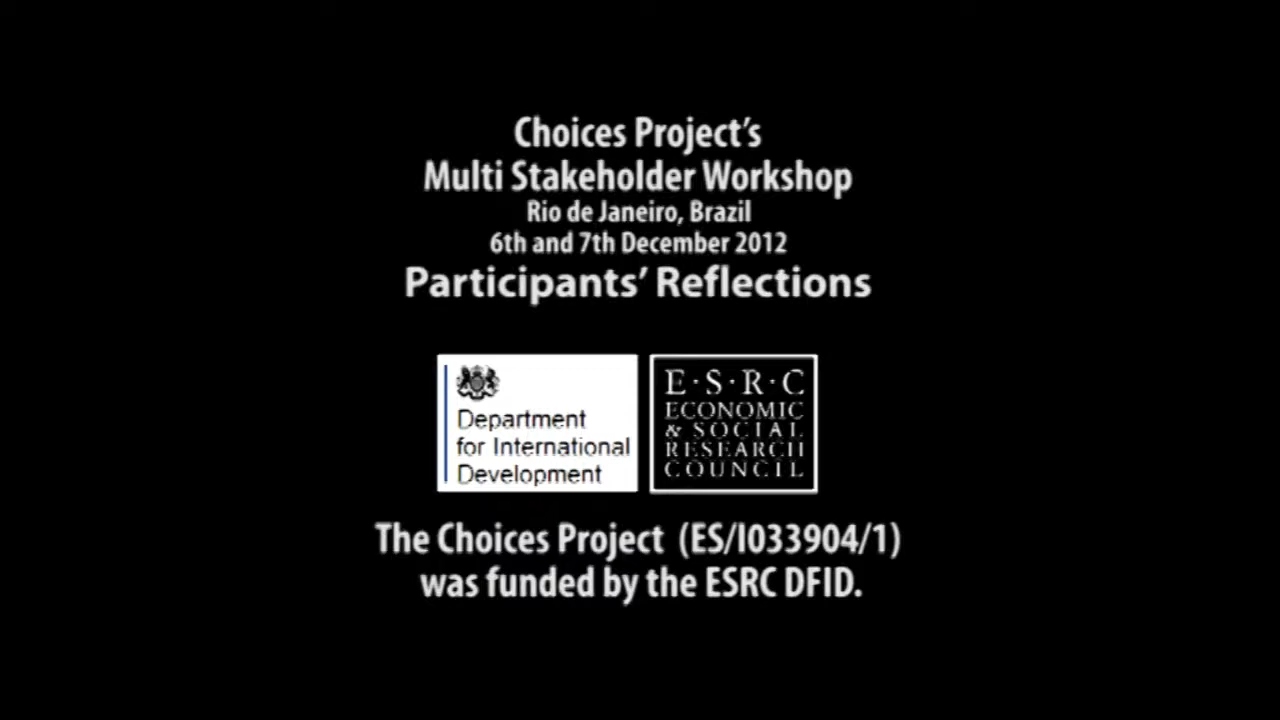 Choices Project’s
Multi Stakeholder Workshop
Rio de Janeiro, Brazil
6th and 7th December 2012
Participants’ Reflections
Department
for International
Development
E·S·R·C
ECONOMIC
& SOCIAL
RESEARCH
COUNCIL
The Choices Project (ES/I033904/1)
was funded by the ESRC DFID.